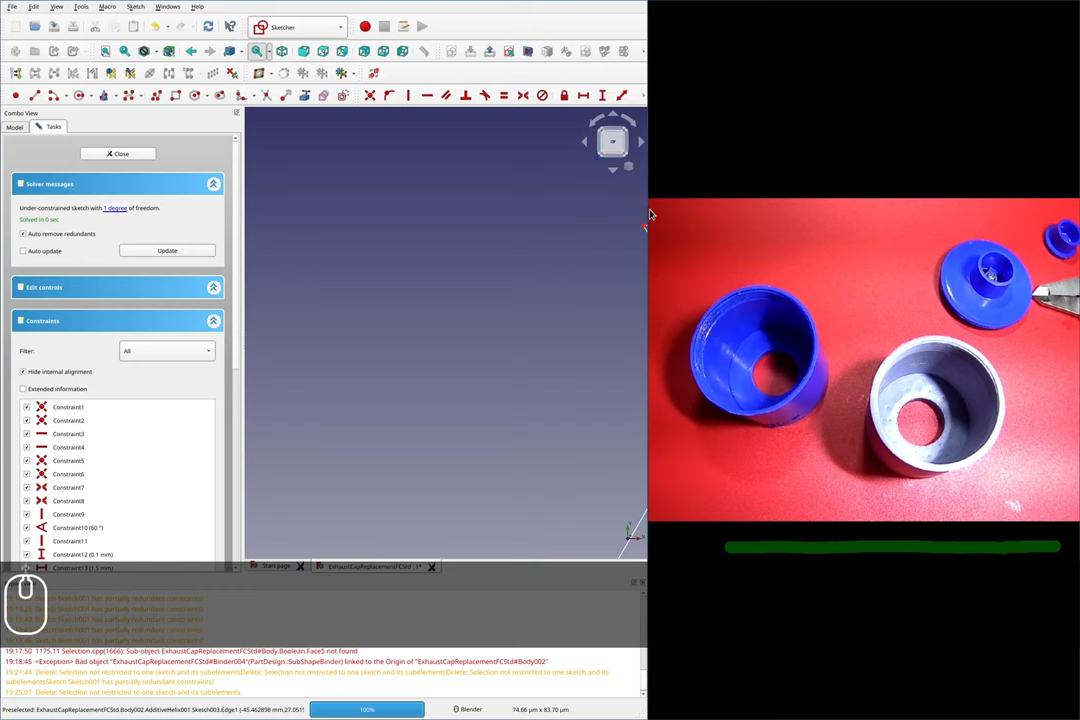 File Edit View Tools Macro Sketch Windows Help
Sketcher
Combo View
Model Tasks
Close
Solver messages
Under-constrained sketch with 1 degree of freedom.
Solved in 0 sec
Auto remove redundants
Auto update Update
Edit controls
Constraints
Filter: All
Hide internal alignment
Extended information
Constraint1
Constraint2
Constraint3
Constraint4
Constraint5
Constraint6
Constraint7
Constraint8
Constraint9
Constraint10 (60 °)
Constraint11
Constraint12 (0.1 mm)
Constraint13 (1.5 mm)
Start page ExhaustCapReplacementFCStd : 1*
19:17:50 1175.11 Selection.cpp(1666): Sub-object ExhaustCapReplacementFCStd#Body.Boolean.Face5 not found
19:18:45 <Exception> Bad object "ExhaustCapReplacementFCStd#Binder004"(PartDesign::SubShapeBinder) linked to the Origin of "ExhaustCapReplacementFCStd#Body002"
19:21:44 Delete: Selection not restricted to one sketch and its subelementsDelete: Selection not restricted to one sketch and its subelementsDelete: Selection not restricted to one sketch and its
subelementsSketch Sketch001 has partially redundant constraints!
19:25:07 Delete: Selection not restricted to one sketch and its subelements
Preselected: ExhaustCapReplacementFCStd.Body002.AdditiveHelix001.Sketch003.Edge1 (-45.462898 mm,27.051 100% Blender 74.66 µm x 83.70 µm